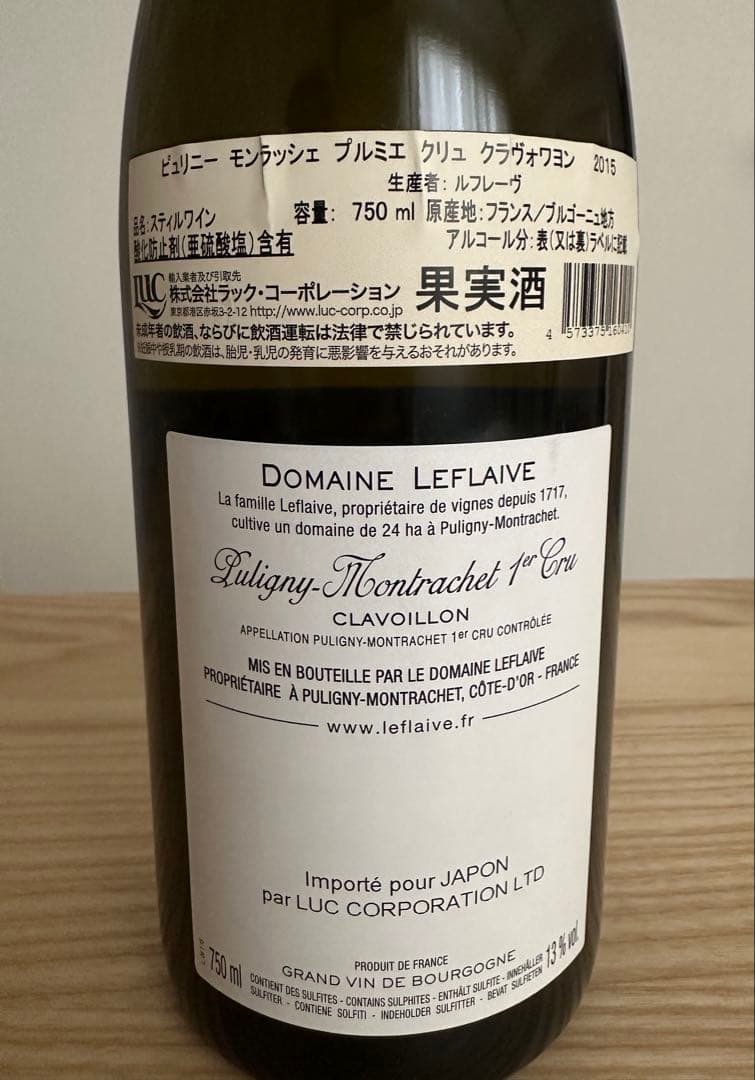 ピュリニー モンラッシェ プルミエ クリュ クラヴォワヨン 2015
生産者: ルフレーヴ
品名:スティルワイン
容量: 750 ml 原産地:フランス/ブルゴーニュ地方
酸化防止剤(亜硫酸塩)含有
アルコール分:表(又は裏)ラベルに記載
LUC
輸入業者及び引取先
株式会社ラック・コーポレーション
東京都港区赤坂3-2-12 http://www.luc-corp.co.jp
果実酒
未成年者の飲酒、ならびに飲酒運転は法律で禁じられています。
※妊娠中や授乳期の飲酒は、胎児・乳児の発育に悪影響を与えるおそれがあります。
DOMAINE LEFLAIVE
La famille Leflaive, propriétaire de vignes depuis 1717,
cultive un domaine de 24 ha à Puligny-Montrachet.
Puligny-Montrachet 1er Cru
CLAVOILLON
APPELLATION PULIGNY-MONTRACHET 1er CRU CONTRÔLÉE
MIS EN BOUTEILLE PAR LE DOMAINE LEFLAIVE
PROPRIÉTAIRE À PULIGNY-MONTRACHET, CÔTE-D'OR - FRANCE
www.leflaive.fr
Importé pour JAPON
par LUC CORPORATION LTD
750 ml
PRODUIT DE FRANCE
GRAND VIN DE BOURGOGNE
13 % vol.
CONTIENT DES SULFITES - CONTAINS SULPHITES - ENTHÄLT SULFITE - INNEHÅLLER
SULFITER - CONTIENE SOLFITI - INDEHOLDER SULFITTER - BEVAT SULFIETEN